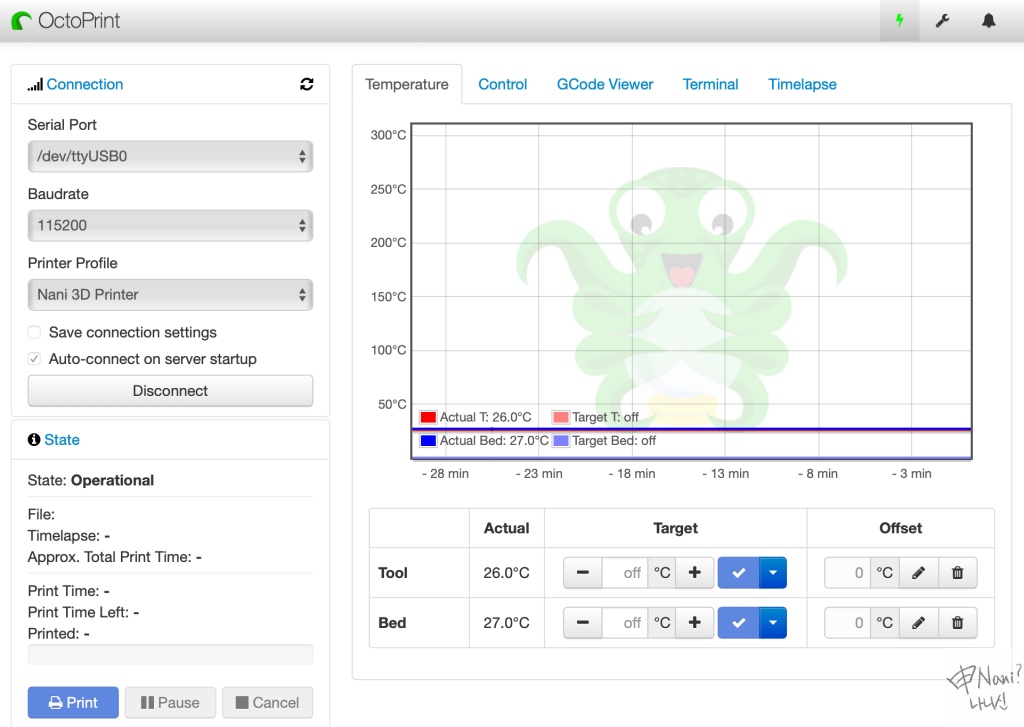 OctoPrint
Connection
Serial Port
/dev/ttyUSB0
Baudrate
115200
Printer Profile
Nani 3D Printer
Save connection settings
Auto-connect on server startup
Disconnect
State
State: Operational
File:
Timelapse: -
Approx. Total Print Time: -
Print Time: -
Print Time Left: -
Printed: -
Print Pause Cancel
Temperature Control GCode Viewer Terminal Timelapse
300°C
250°C
200°C
150°C
100°C
50°C
Actual T: 26.0°C Target T: off
Actual Bed: 27.0°C Target Bed: off
- 28 min - 23 min - 18 min - 13 min - 8 min - 3 min
Actual Target Offset
Tool 26.0°C off °C 0 °C
Bed 27.0°C off °C 0 °C
Nani?